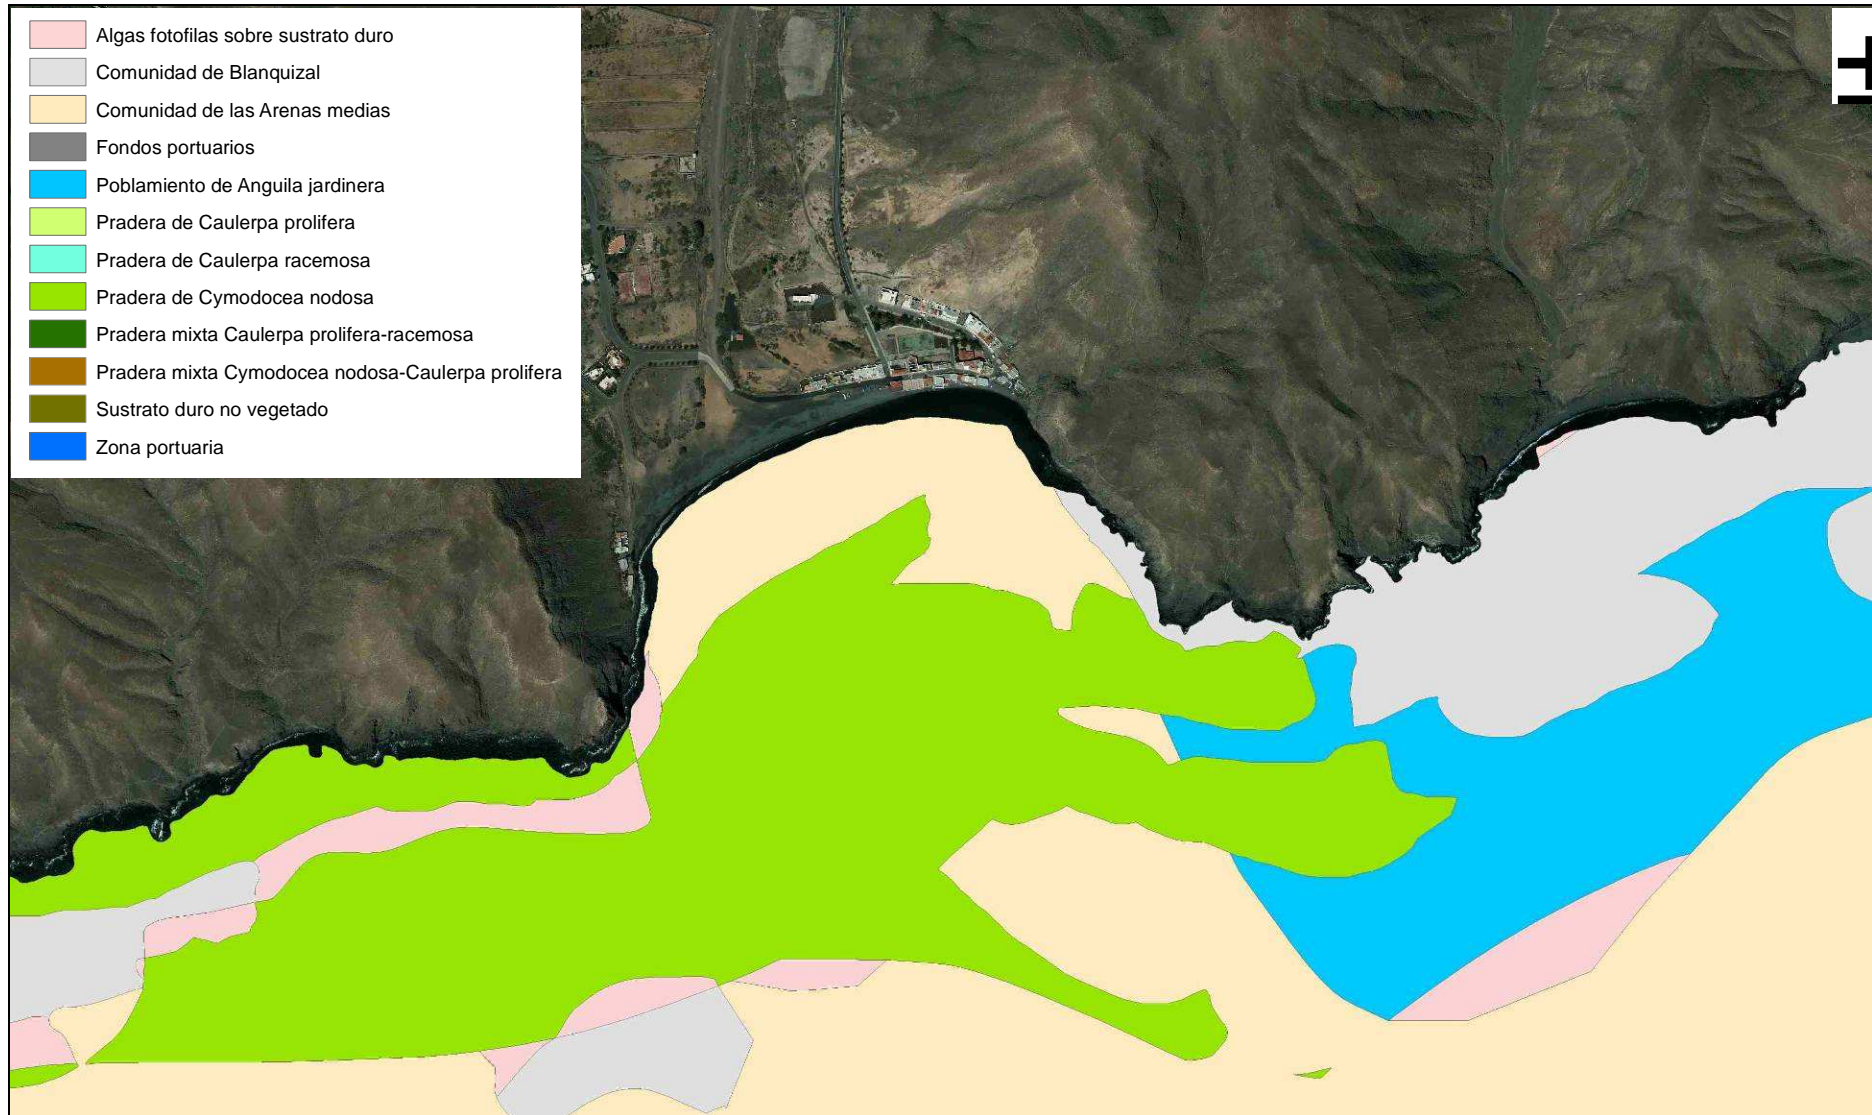 Algas fotofilas sobre sustrato duro
Comunidad de Blanquizal
Comunidad de las Arenas medias
Fondos portuarios
Poblamiento de Anguila jardinera
Pradera de Caulerpa prolifera
Pradera de Caulerpa racemosa
Pradera de Cymodocea nodosa
Pradera mixta Caulerpa prolifera-racemosa
Pradera mixta Cymodocea nodosa-Caulerpa prolifera
Sustrato duro no vegetado
Zona portuaria